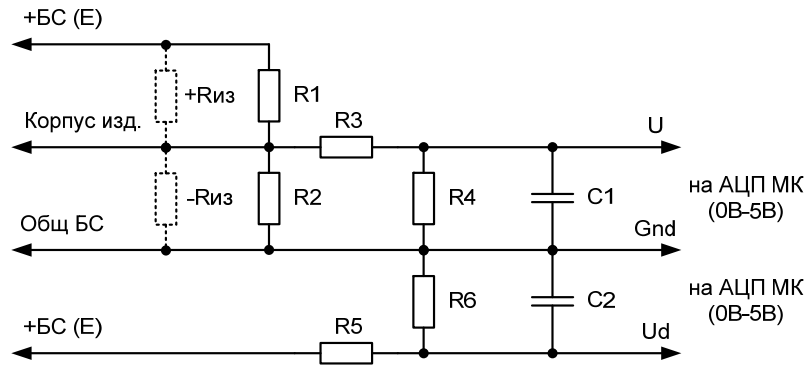 +БС (Е)
+Rиз
R1
Корпус изд.
R3
U
-Rиз
R2
R4
C1
на АЦП МК
(0В-5В)
Общ БС
Gnd
R6
C2
на АЦП МК
(0В-5В)
+БС (Е)
R5
Ud